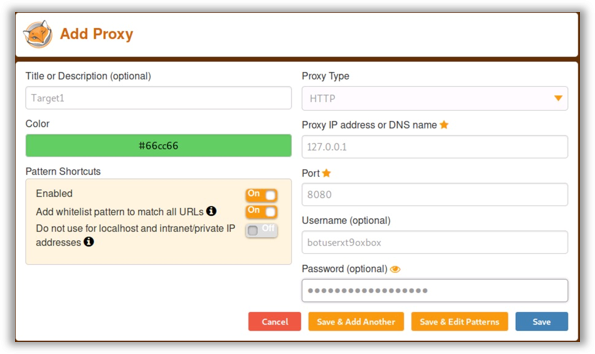 Add Proxy
Title or Description (optional)
Target1
Color
#66cc66
Pattern Shortcuts
Enabled
On
Add whitelist pattern to match all URLs
On
Do not use for localhost and intranet/private IP
addresses
Off
Proxy Type
HTTP
Proxy IP address or DNS name
127.0.0.1
Port
8080
Username (optional)
botuserxt9oxbox
Password (optional)
Cancel
Save & Add Another
Save & Edit Patterns
Save